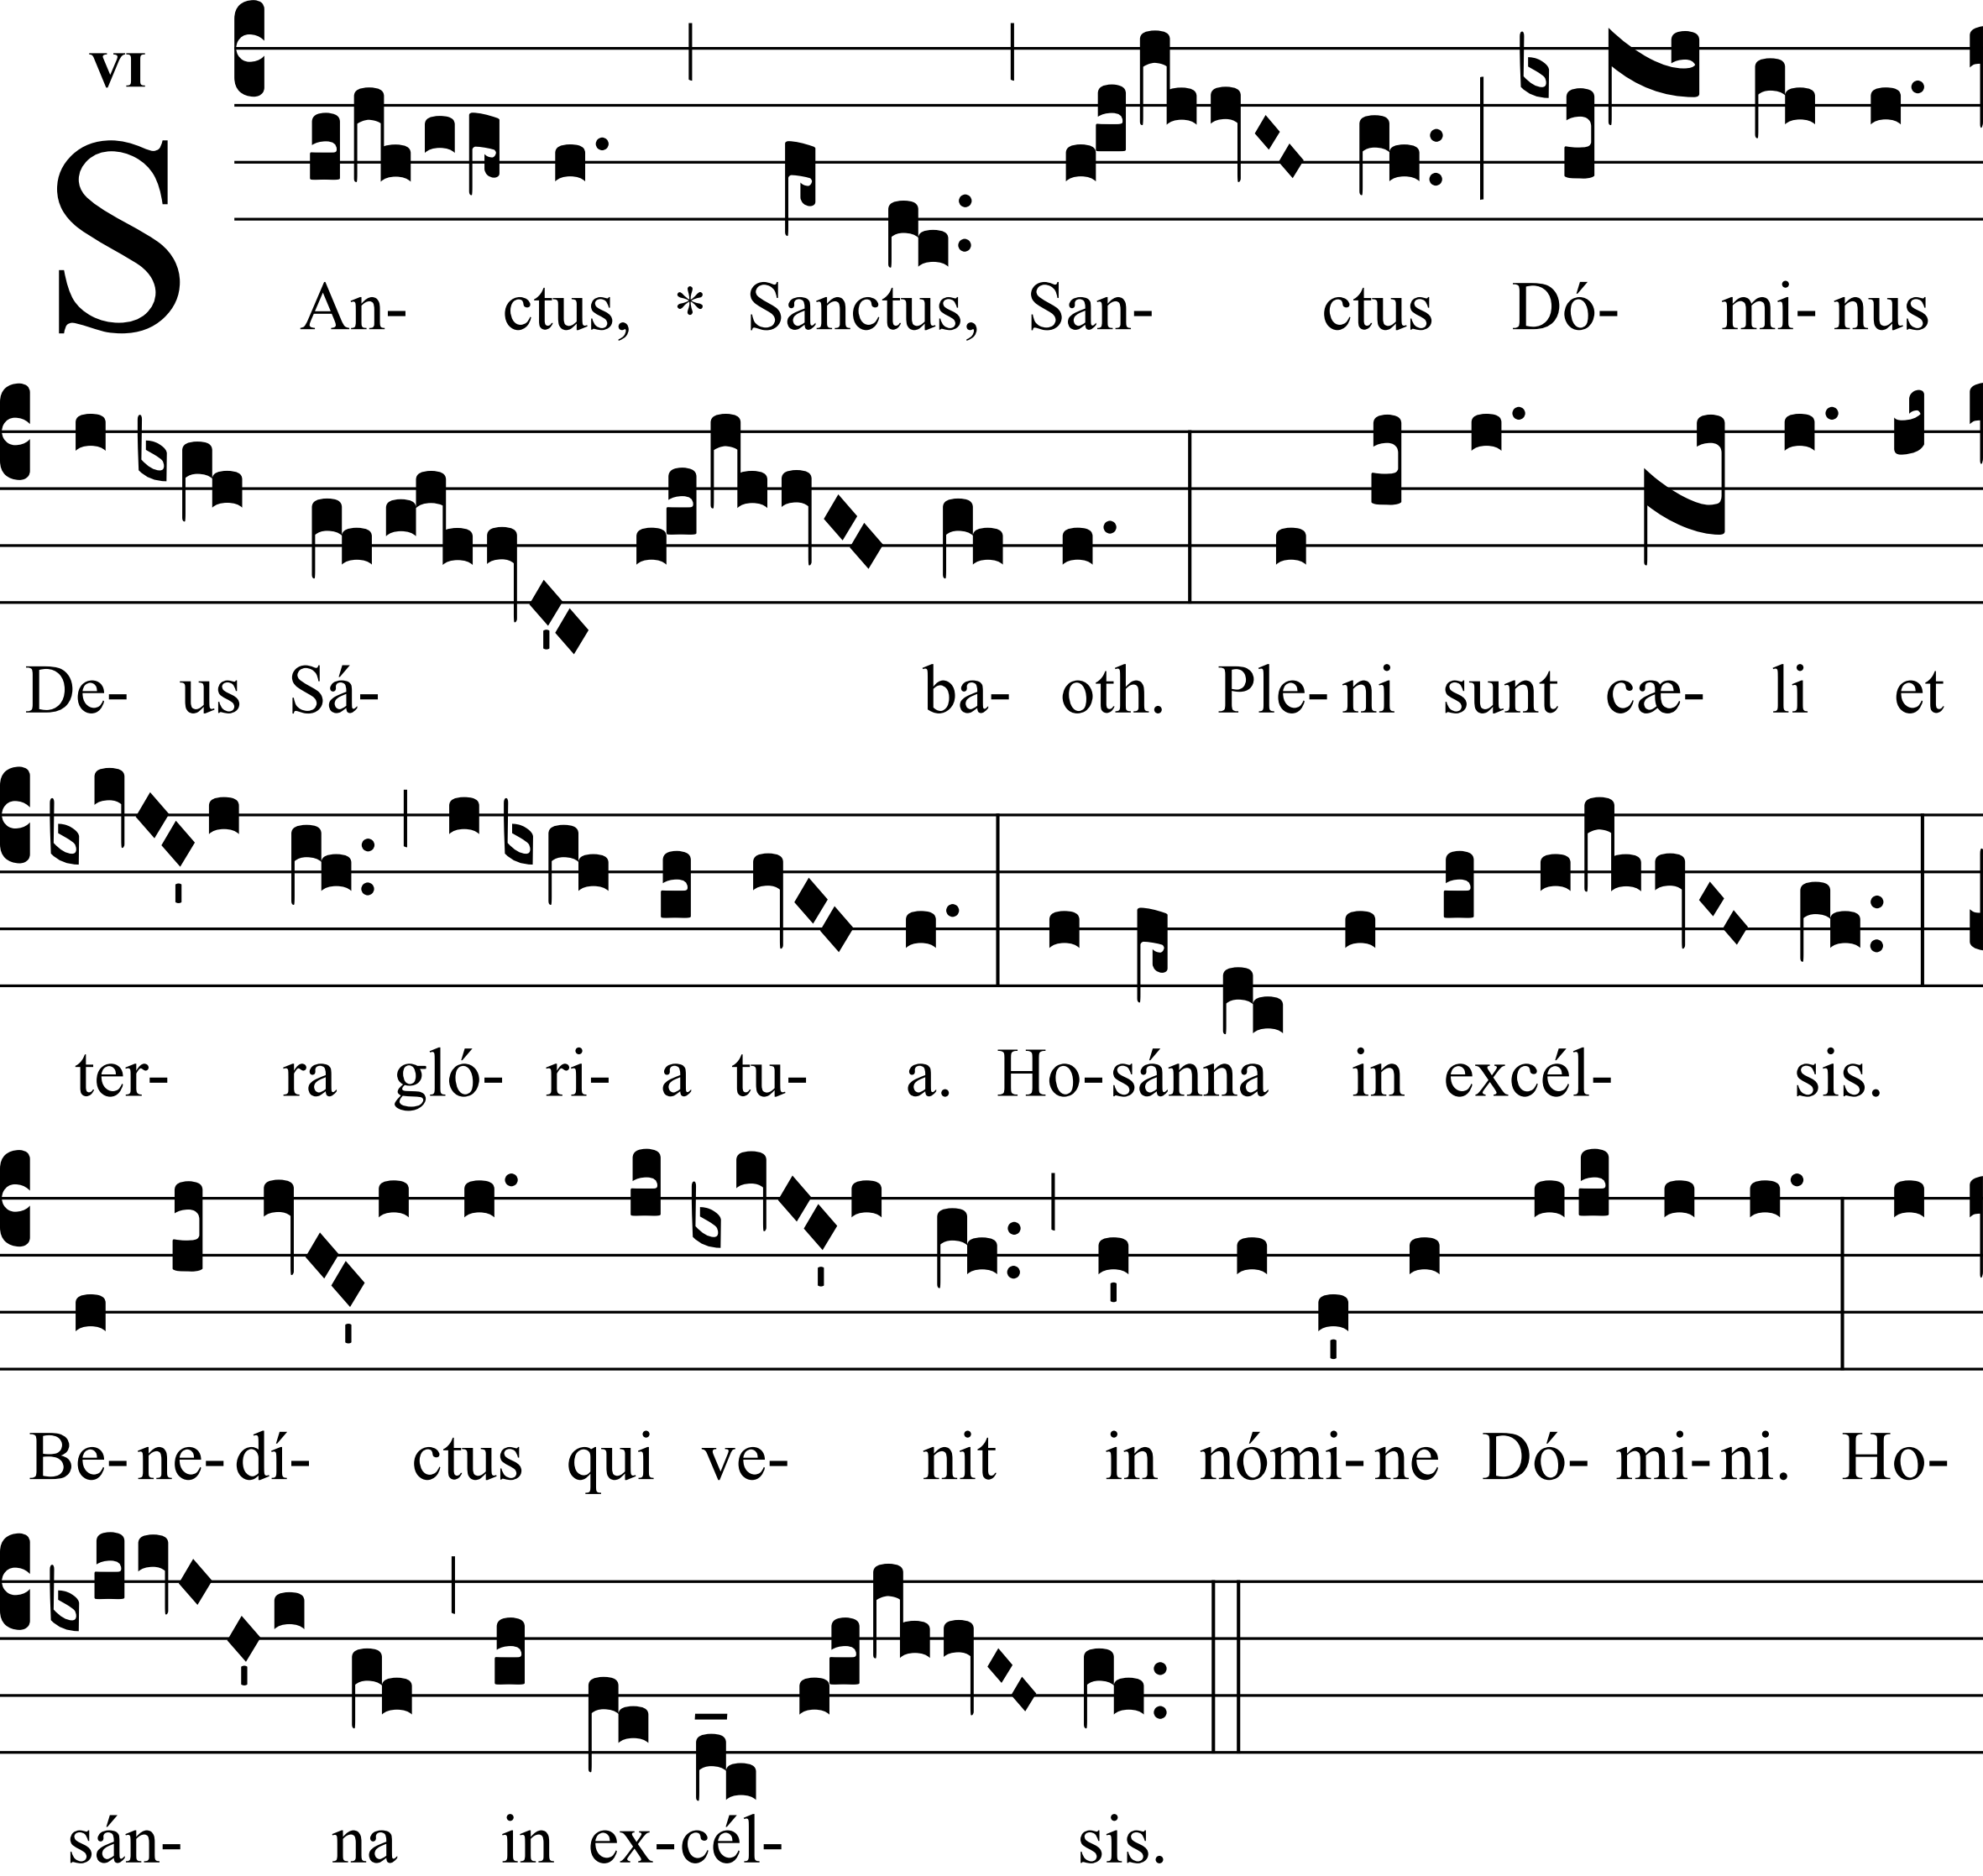 VI
SAn- ctus, * Sanctus, San- ctus Dó- mi- nus
De- us Sá- ba- oth. Ple- ni sunt cæ- li et
ter- ra gló- ri- a tu- a. Ho- sánna in excél- sis.
Be- ne- dí- ctus qui ve- nit in nómi- ne Dó- mi- ni. Ho-
sán- na in ex- cél- sis.